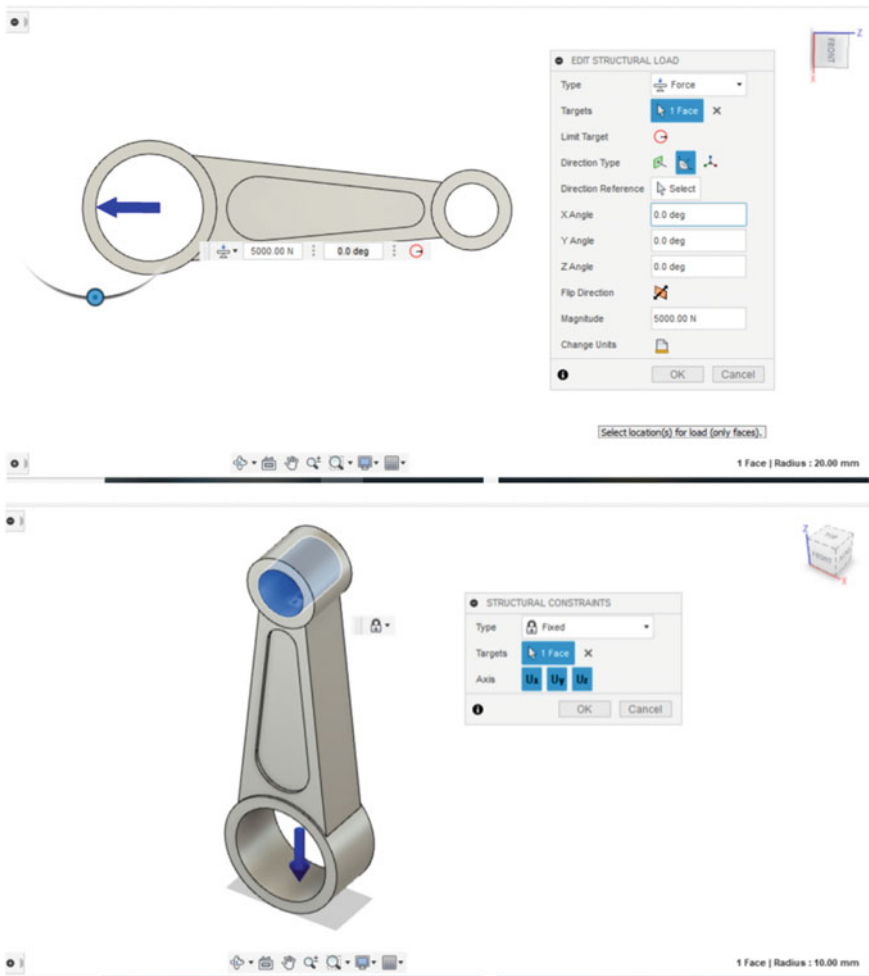 EDIT STRUCTURAL LOAD
Type Force
Targets 1 Face X
Limit Target
Direction Type
Direction Reference Select
X Angle 0.0 deg
Y Angle 0.0 deg
Z Angle 0.0 deg
Flip Direction
Magnitude 5000.00 N
Change Units
OK Cancel
Z
FRONT
X
5000.00 N 0.0 deg
Select location(s) for load (only faces).
1 Face | Radius : 20.00 mm
STRUCTURAL CONSTRAINTS
Type Fixed
Targets 1 Face X
Axis Ux Uy Uz
OK Cancel
Z
TOP
FRONT
X
1 Face | Radius : 10.00 mm